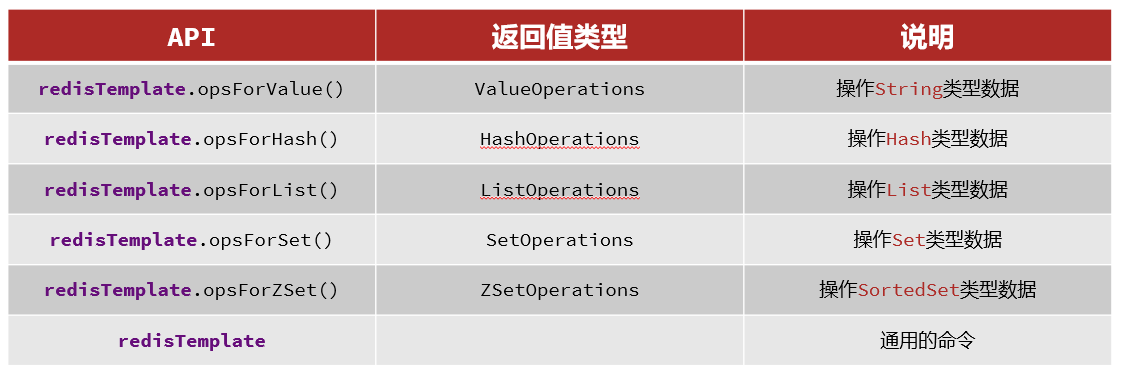 API 返回值类型 说明
redisTemplate.opsForValue() ValueOperations 操作String类型数据
redisTemplate.opsForHash() HashOperations 操作Hash类型数据
redisTemplate.opsForList() ListOperations 操作List类型数据
redisTemplate.opsForSet() SetOperations 操作Set类型数据
redisTemplate.opsForZSet() ZSetOperations 操作SortedSet类型数据
redisTemplate 通用的命令